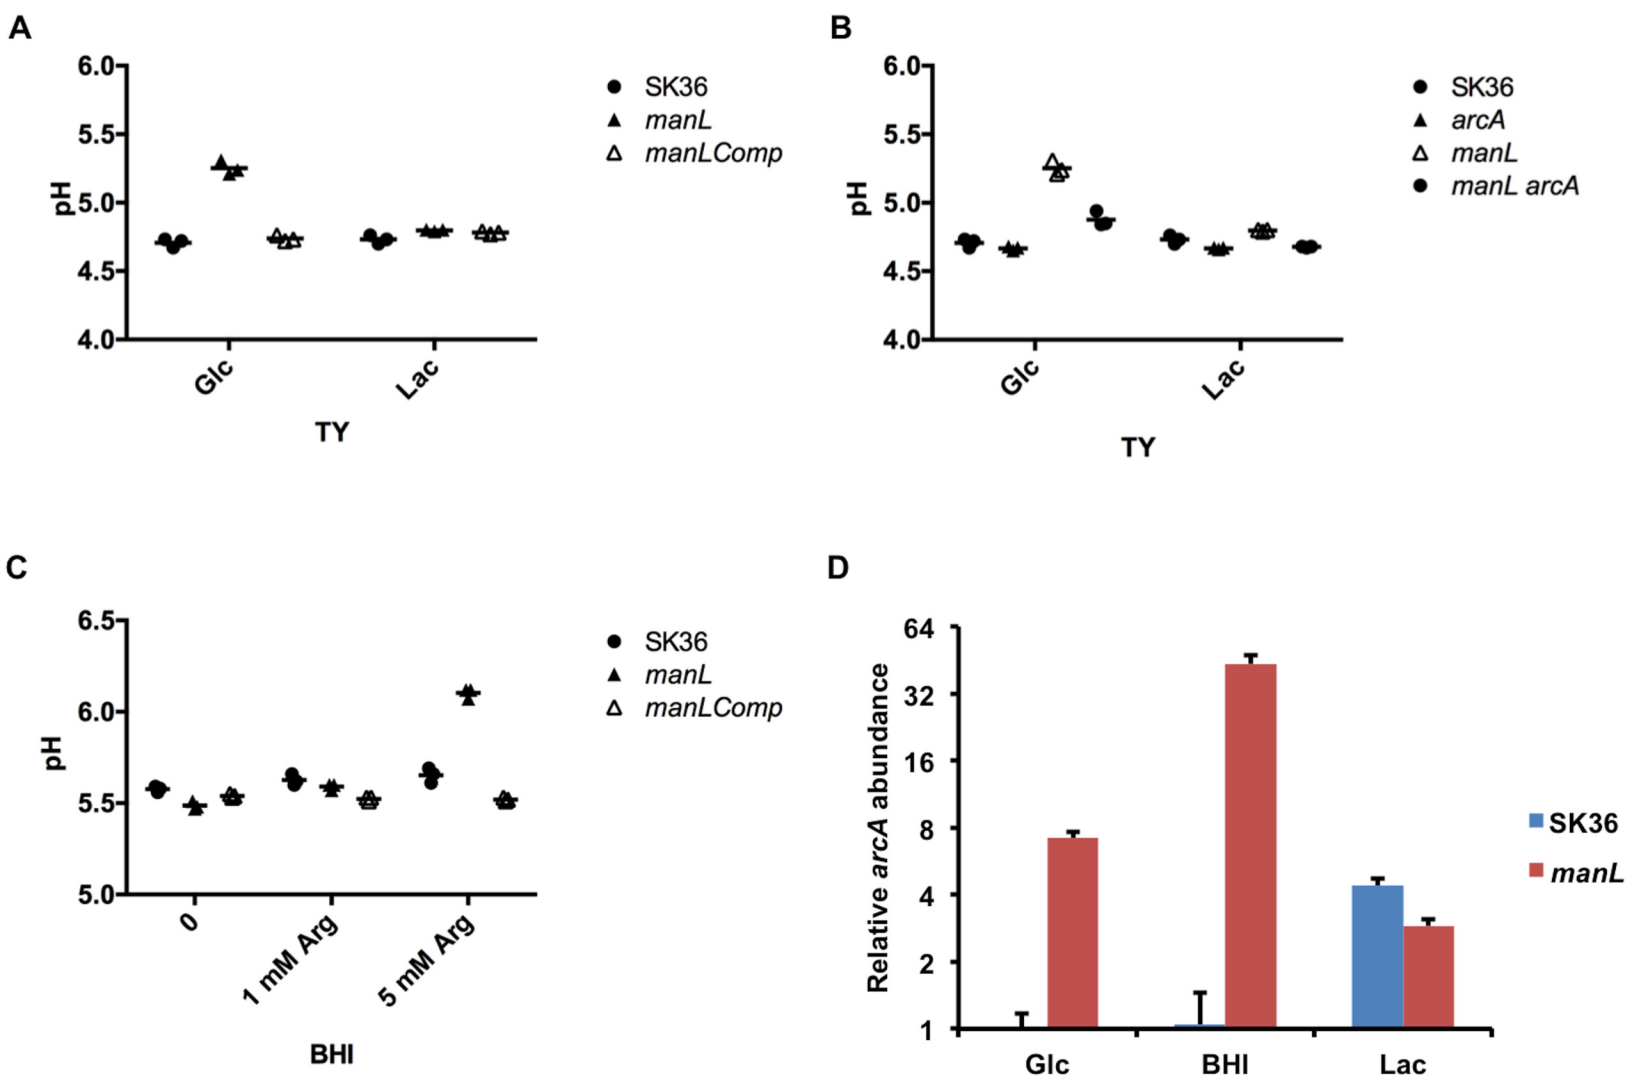 A
6.0
5.5
5.0
4.5
4.0
pH
Glc
Lac
TY
SK36
manL
manLComp
B
6.0
5.5
5.0
4.5
4.0
pH
Glc
Lac
TY
SK36
arcA
manL
manL arcA
C
6.5
6.0
5.5
5.0
pH
0
1 mM Arg
5 mM Arg
BHI
SK36
manL
manLComp
D
64
32
16
8
4
2
1
Relative arcA abundance
Glc
BHI
Lac
SK36
manL